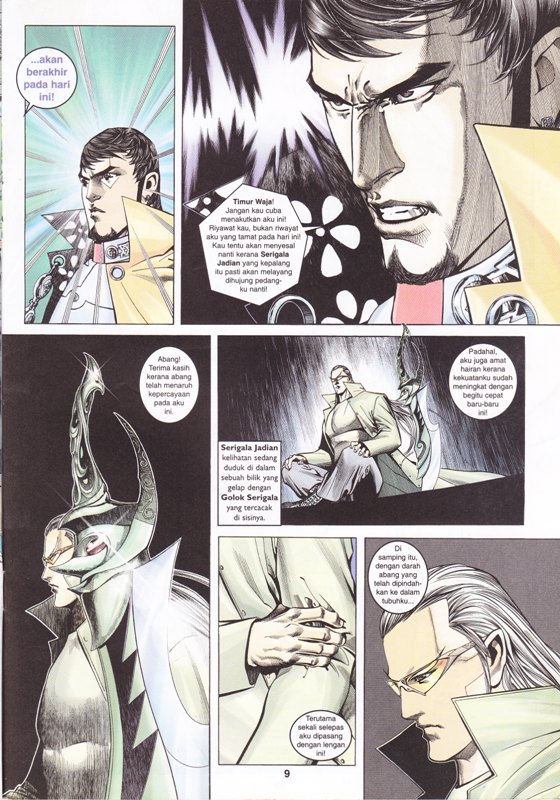 ...akan
berakhir
pada hari
ini!
Timur Waja!
Jangan kau cuba
menakutkan aku ini!
Riyawat kau, bukan riwayat
aku yang tamat pada hari ini!
Kau tentu akan menyesal
nanti kerana Serigala
Jadian yang kepalang
itu pasti akan melayang
dihujung pedang-
ku nanti!
Abang!
Terima kasih
kerana abang
telah menaruh
kepercayaan
pada aku
ini.
Padahal,
aku juga amat
hairan kerana
kekuatanku sudah
meningkat dengan
begitu cepat
baru-baru
ini!
Serigala Jadian
kelihatan sedang
duduk di dalam
sebuah bilik yang
gelap dengan
Golok Serigala
yang tercacak
di sisinya.
Terutama
sekali selepas
aku dipasang
dengan lengan
ini!
Di
samping itu,
dengan darah
abang yang
telah dipindah-
kan ke dalam
tubuhku...
9